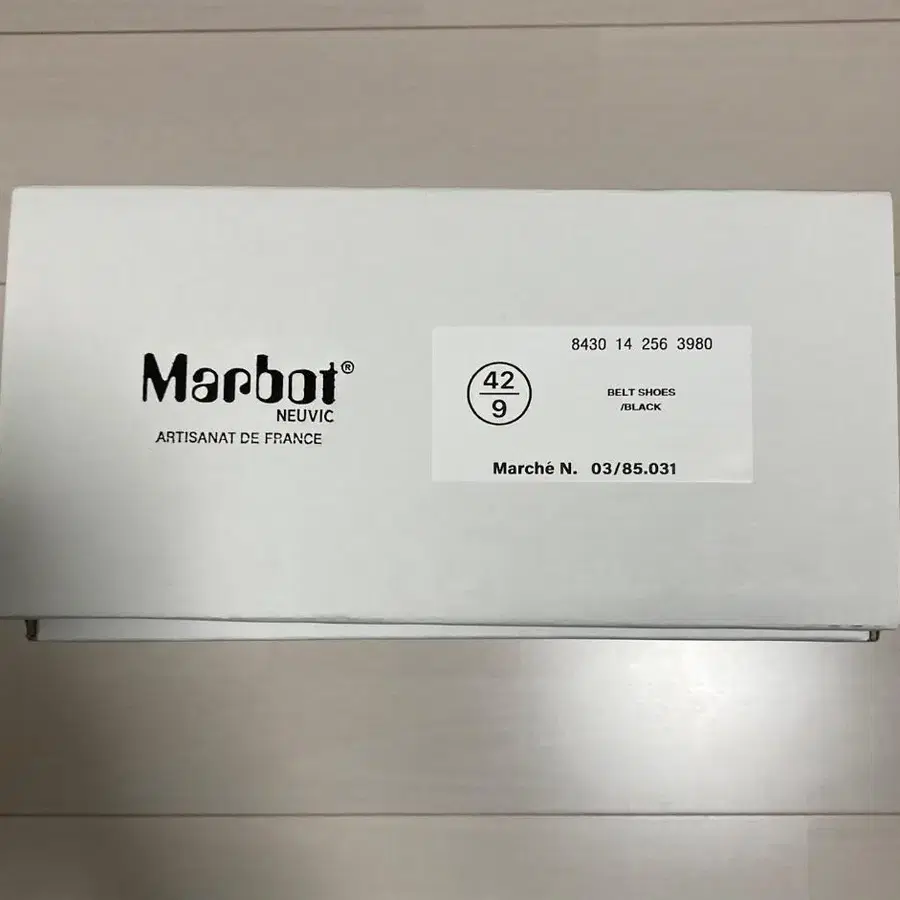 Marbot®
NEUVIC
ARTISANAT DE FRANCE
8430 14 256 3980
42
9
BELT SHOES
/BLACK
Marché N. 03/85.031